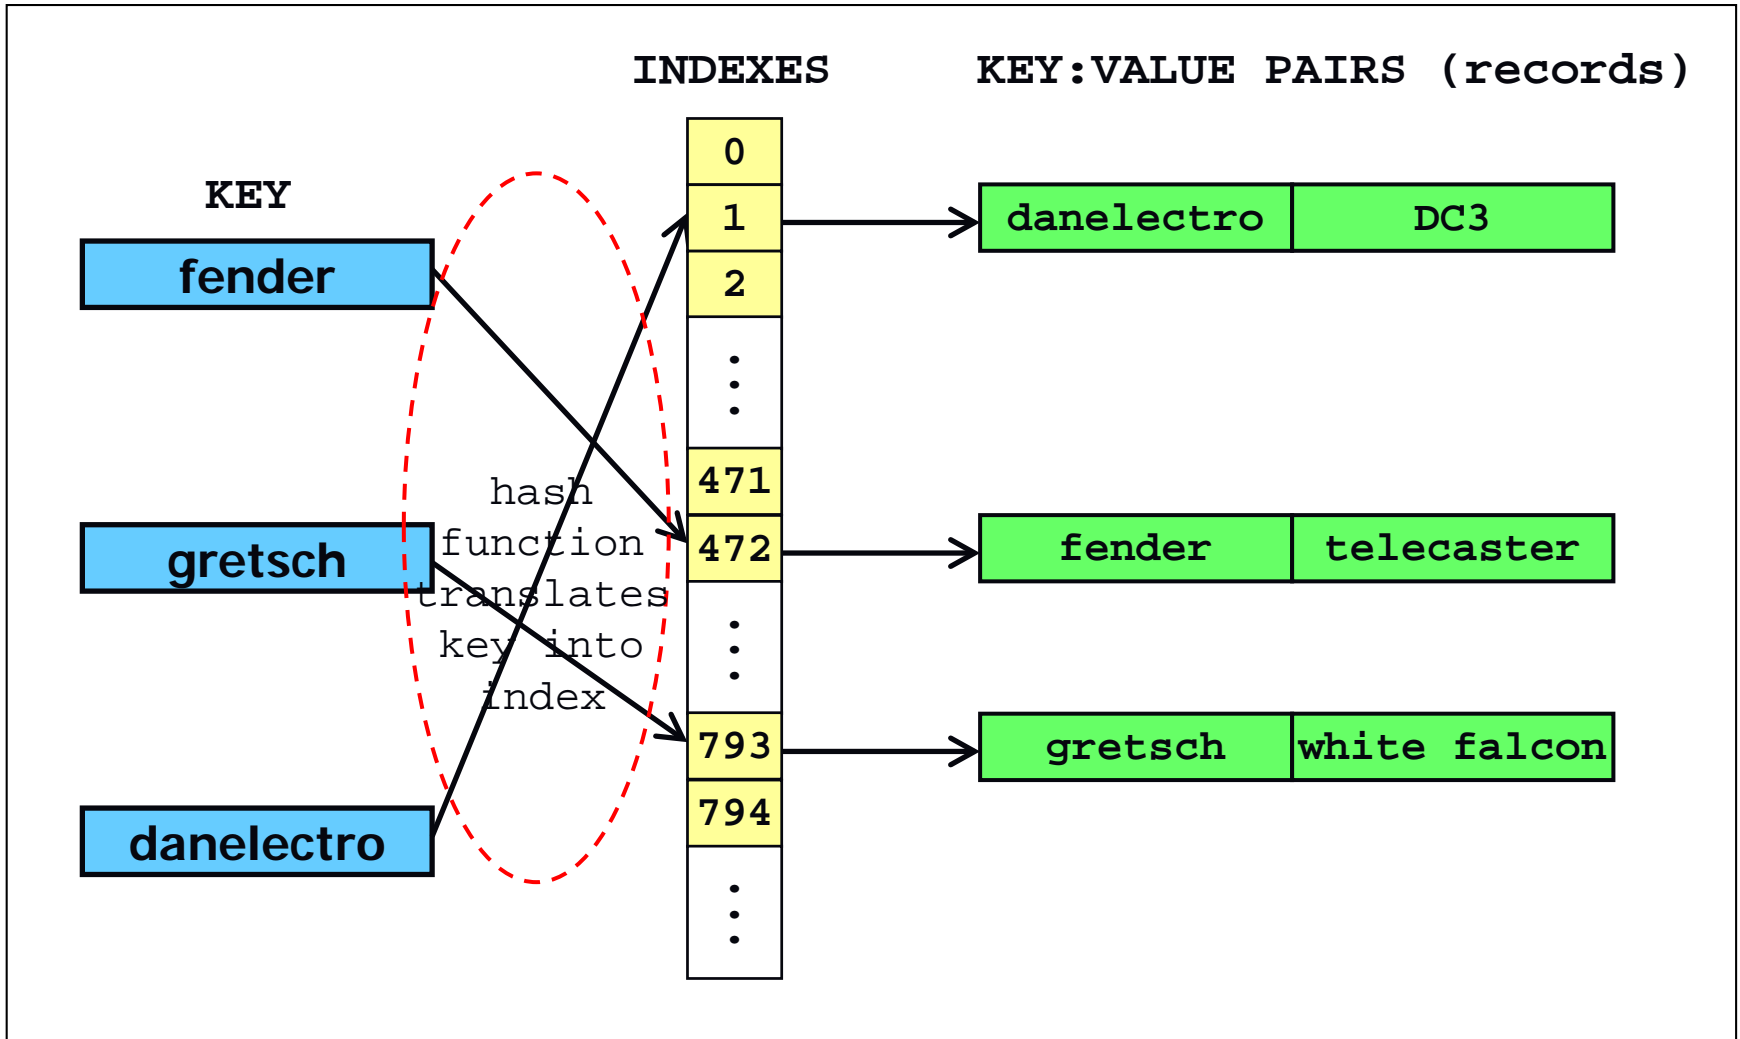 INDEXES
KEY:VALUE PAIRS (records)
KEY
fender
gretsch
danelectro
hash
function
translates
key into
index
0
1
2
471
472
793
794
danelectro DC3
fender telecaster
gretsch white falcon